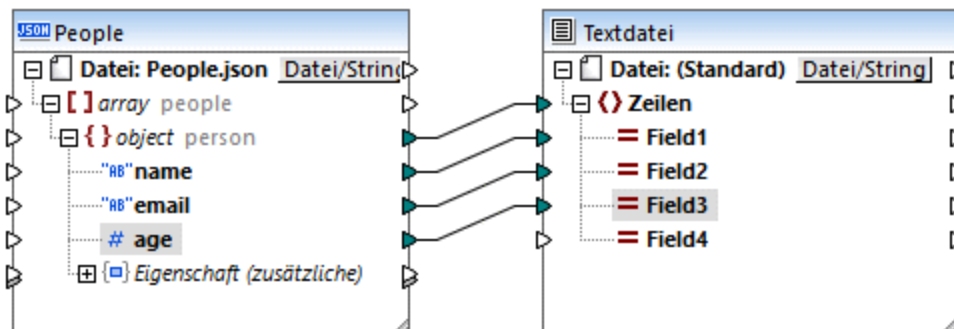 JSON People
Datei: People.json Datei/String
[ ] array people
{ } object person
"AB" name
"AB" email
# age
{ } Eigenschaft (zusätzliche)
Textdatei
Datei: (Standard) Datei/String
Zeilen
Field1
Field2
Field3
Field4